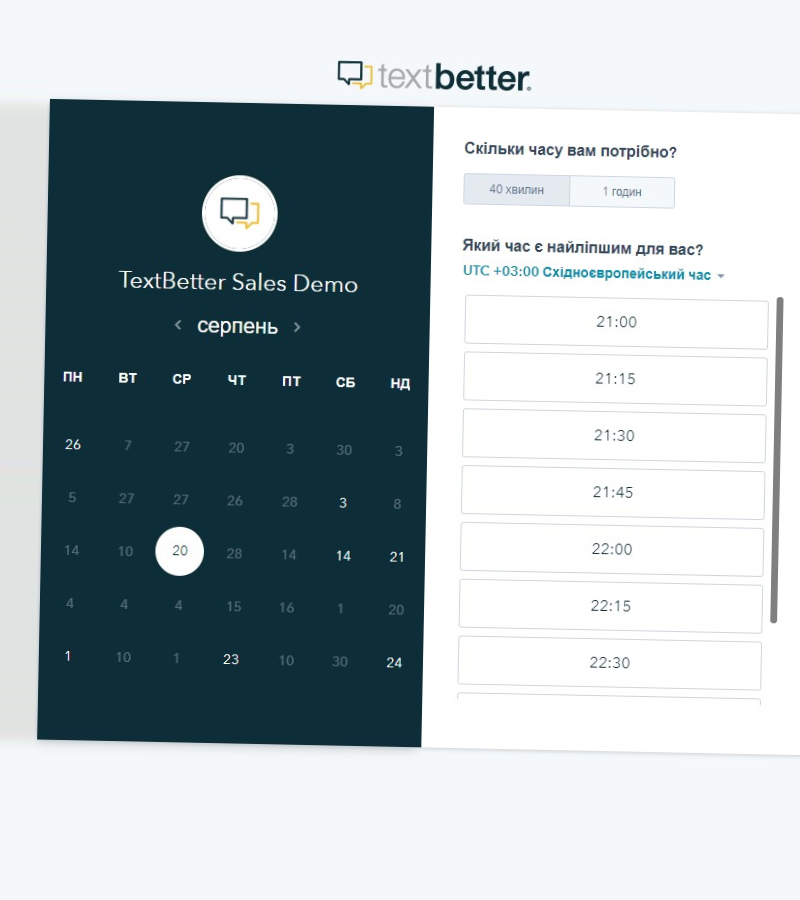 textbetter.
TextBetter Sales Demo
серпень
ПН ВТ СР ЧТ ПТ СБ НД
26 7 27 20 3 30 3
5 27 27 26 28 3 8
14 10 20 28 14 14 21
4 4 4 15 16 1 20
1 10 1 23 10 30 24
Скільки часу вам потрібно?
40 хвилин 1 годин
Який час є найліпшим для вас?
UTC +03:00 Східноєвропейський час
21:00
21:15
21:30
21:45
22:00
22:15
22:30